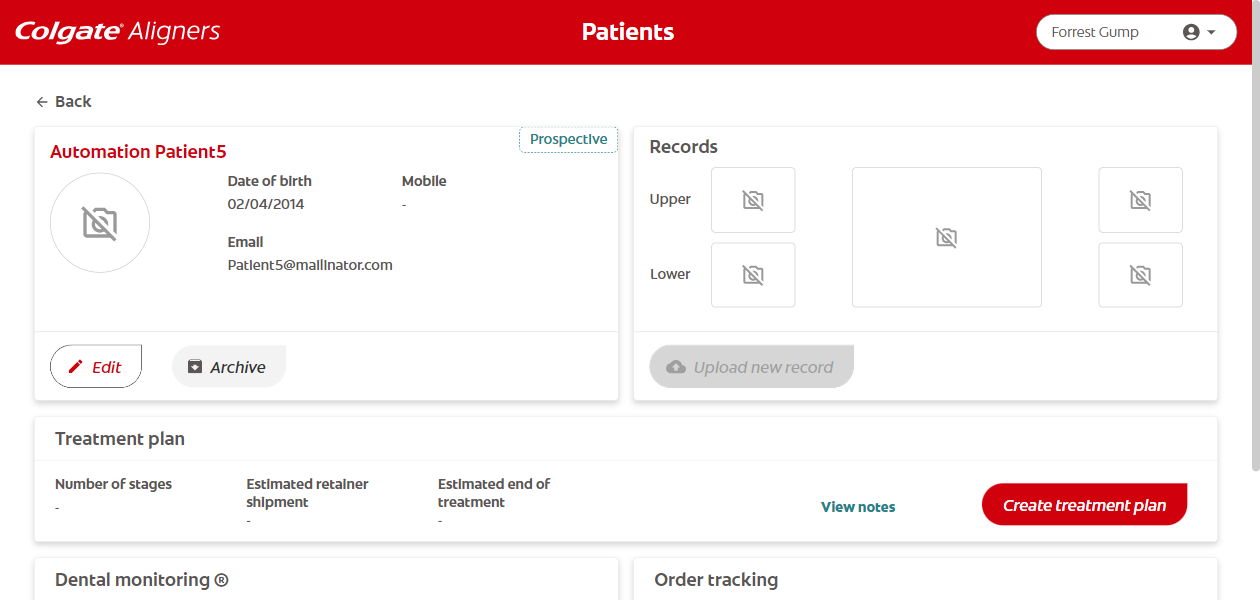 Colgate® Aligners
Patients
Forrest Gump
Back
Automation Patient5
Prospective
Date of birth
Mobile
02/04/2014
-
Email
Patient5@mailinator.com
Edit
Archive
Records
Upper
Lower
Upload new record
Treatment plan
Number of stages
-
Estimated retainer
shipment
-
Estimated end of
treatment
-
View notes
Create treatment plan
Dental monitoring ®
Order tracking